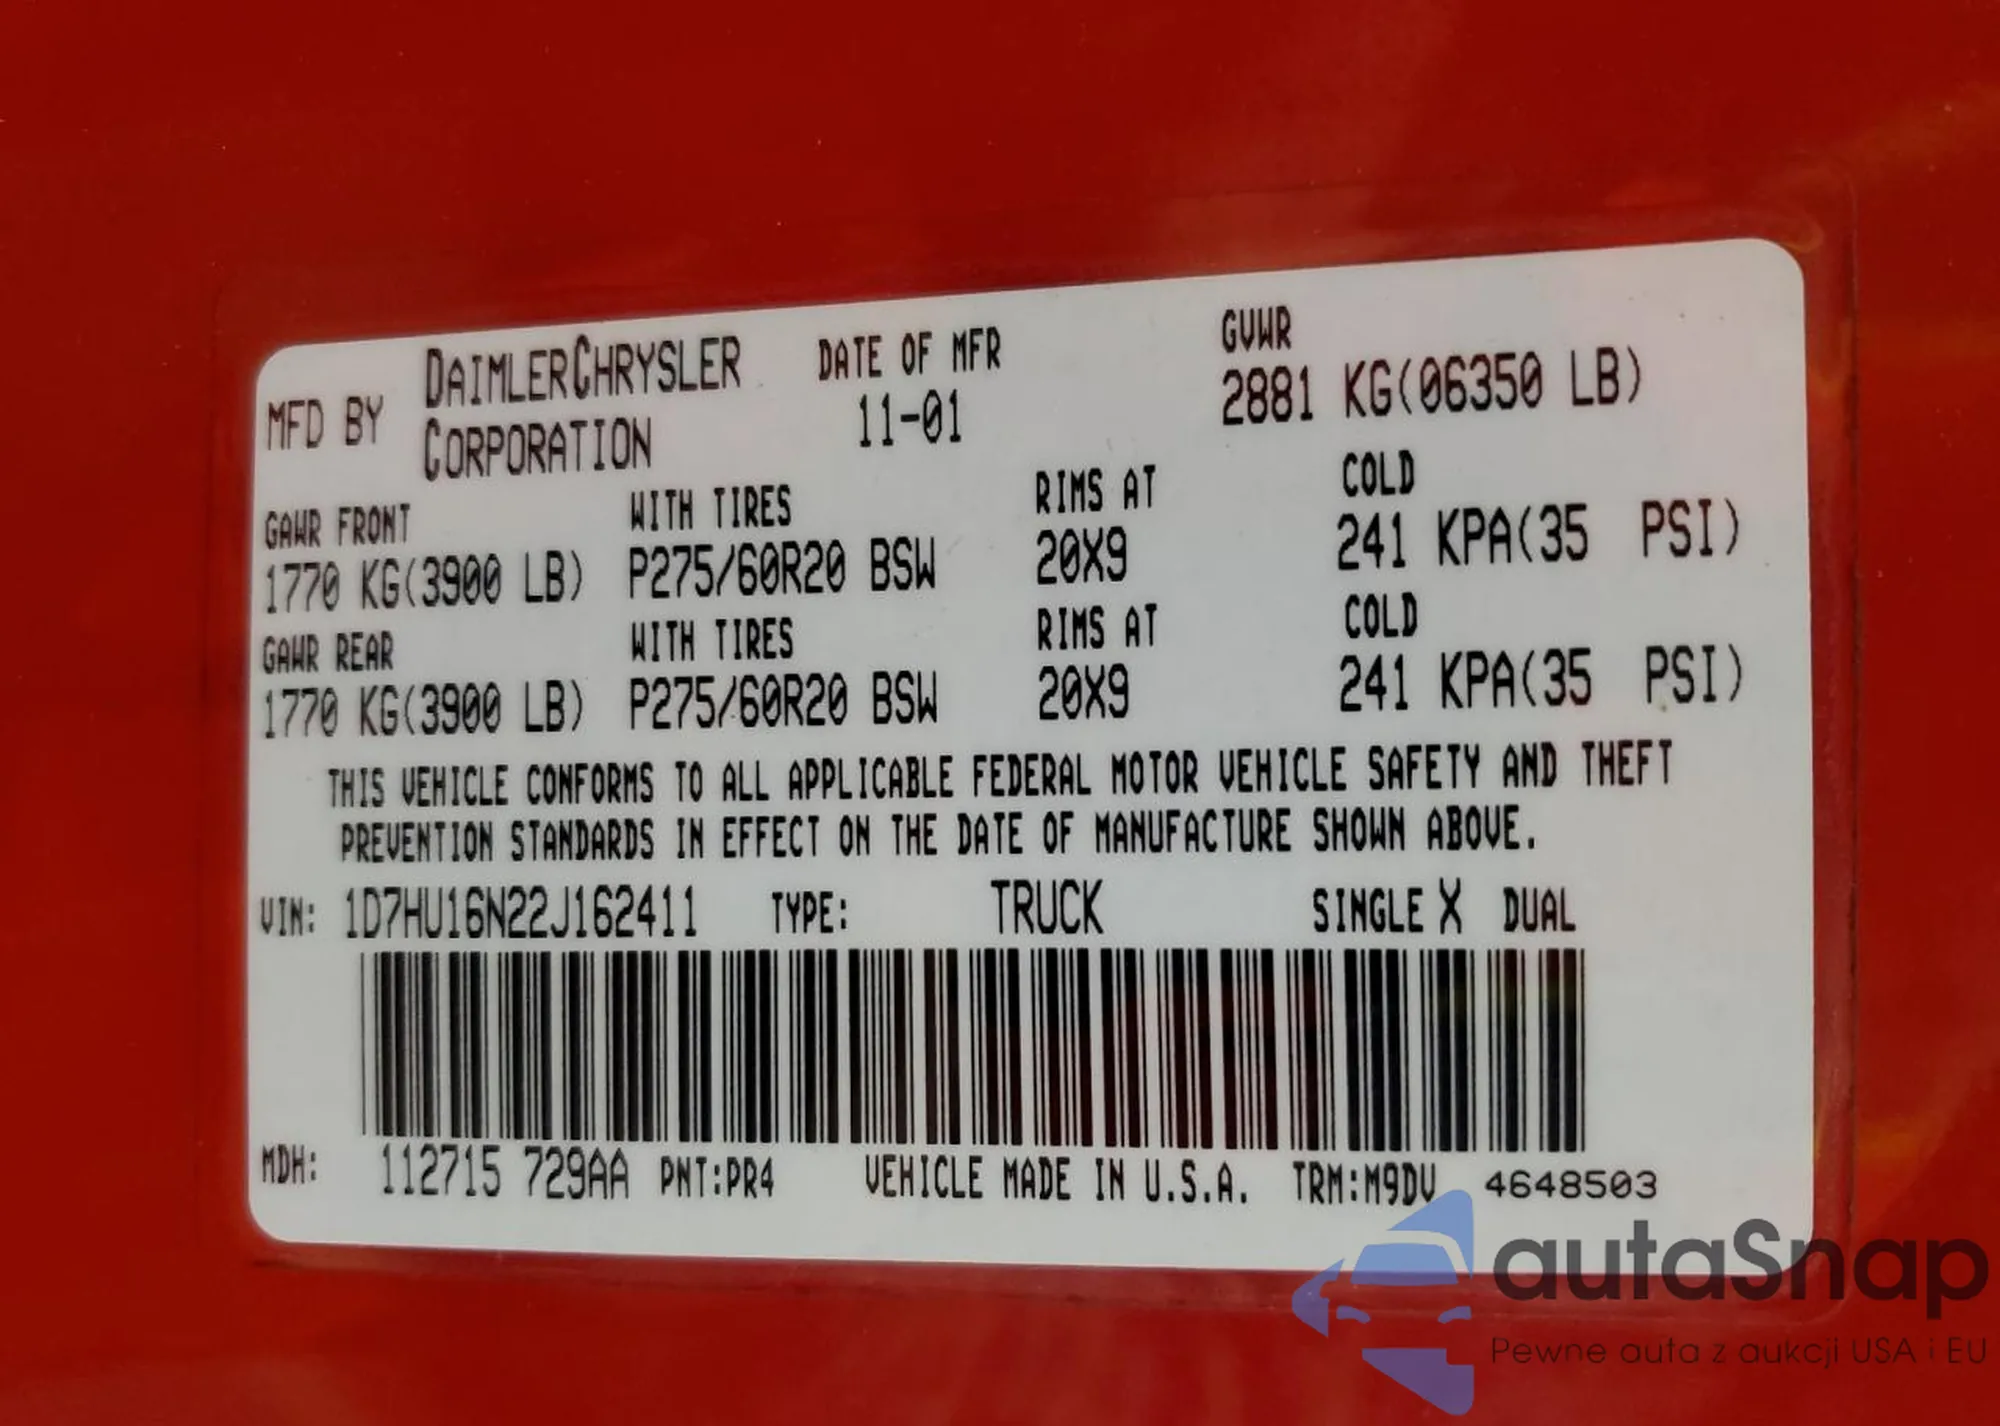 MFD BY DAIMLERCHRYSLER CORPORATION DATE OF MFR 11-01 GVWR 2881 KG(06350 LB)
GAWR FRONT WITH TIRES RIMS AT COLD
1770 KG(3900 LB) P275/60R20 BSW 20X9 241 KPA(35 PSI)
GAWR REAR WITH TIRES RIMS AT COLD
1770 KG(3900 LB) P275/60R20 BSW 20X9 241 KPA(35 PSI)
THIS VEHICLE CONFORMS TO ALL APPLICABLE FEDERAL MOTOR VEHICLE SAFETY AND THEFT
PREVENTION STANDARDS IN EFFECT ON THE DATE OF MANUFACTURE SHOWN ABOVE.
VIN: 1D7HU16N22J162411 TYPE: TRUCK SINGLE X DUAL
MDH: 112715 729AA PNT:PR4 VEHICLE MADE IN U.S.A. TRM:M9DV 4648503
autaSnap
Pewne auta z aukcji USA i EU